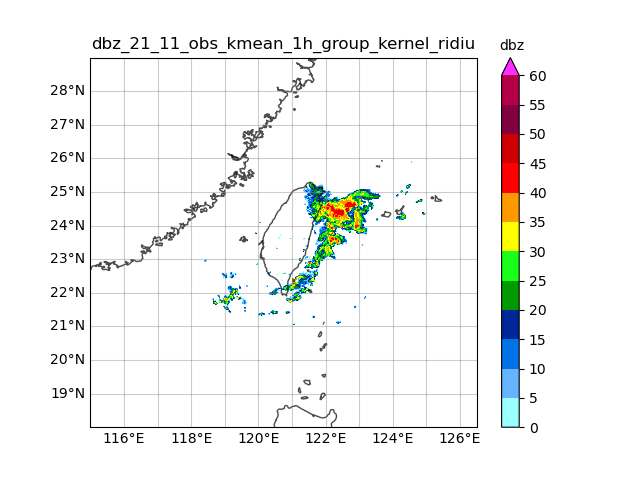 dbz_21_11_obs_kmean_1h_group_kernel_ridiu
dbz
28°N
27°N
26°N
25°N
24°N
23°N
22°N
21°N
20°N
19°N
116°E 118°E 120°E 122°E 124°E 126°E
60
55
50
45
40
35
30
25
20
15
10
5
0